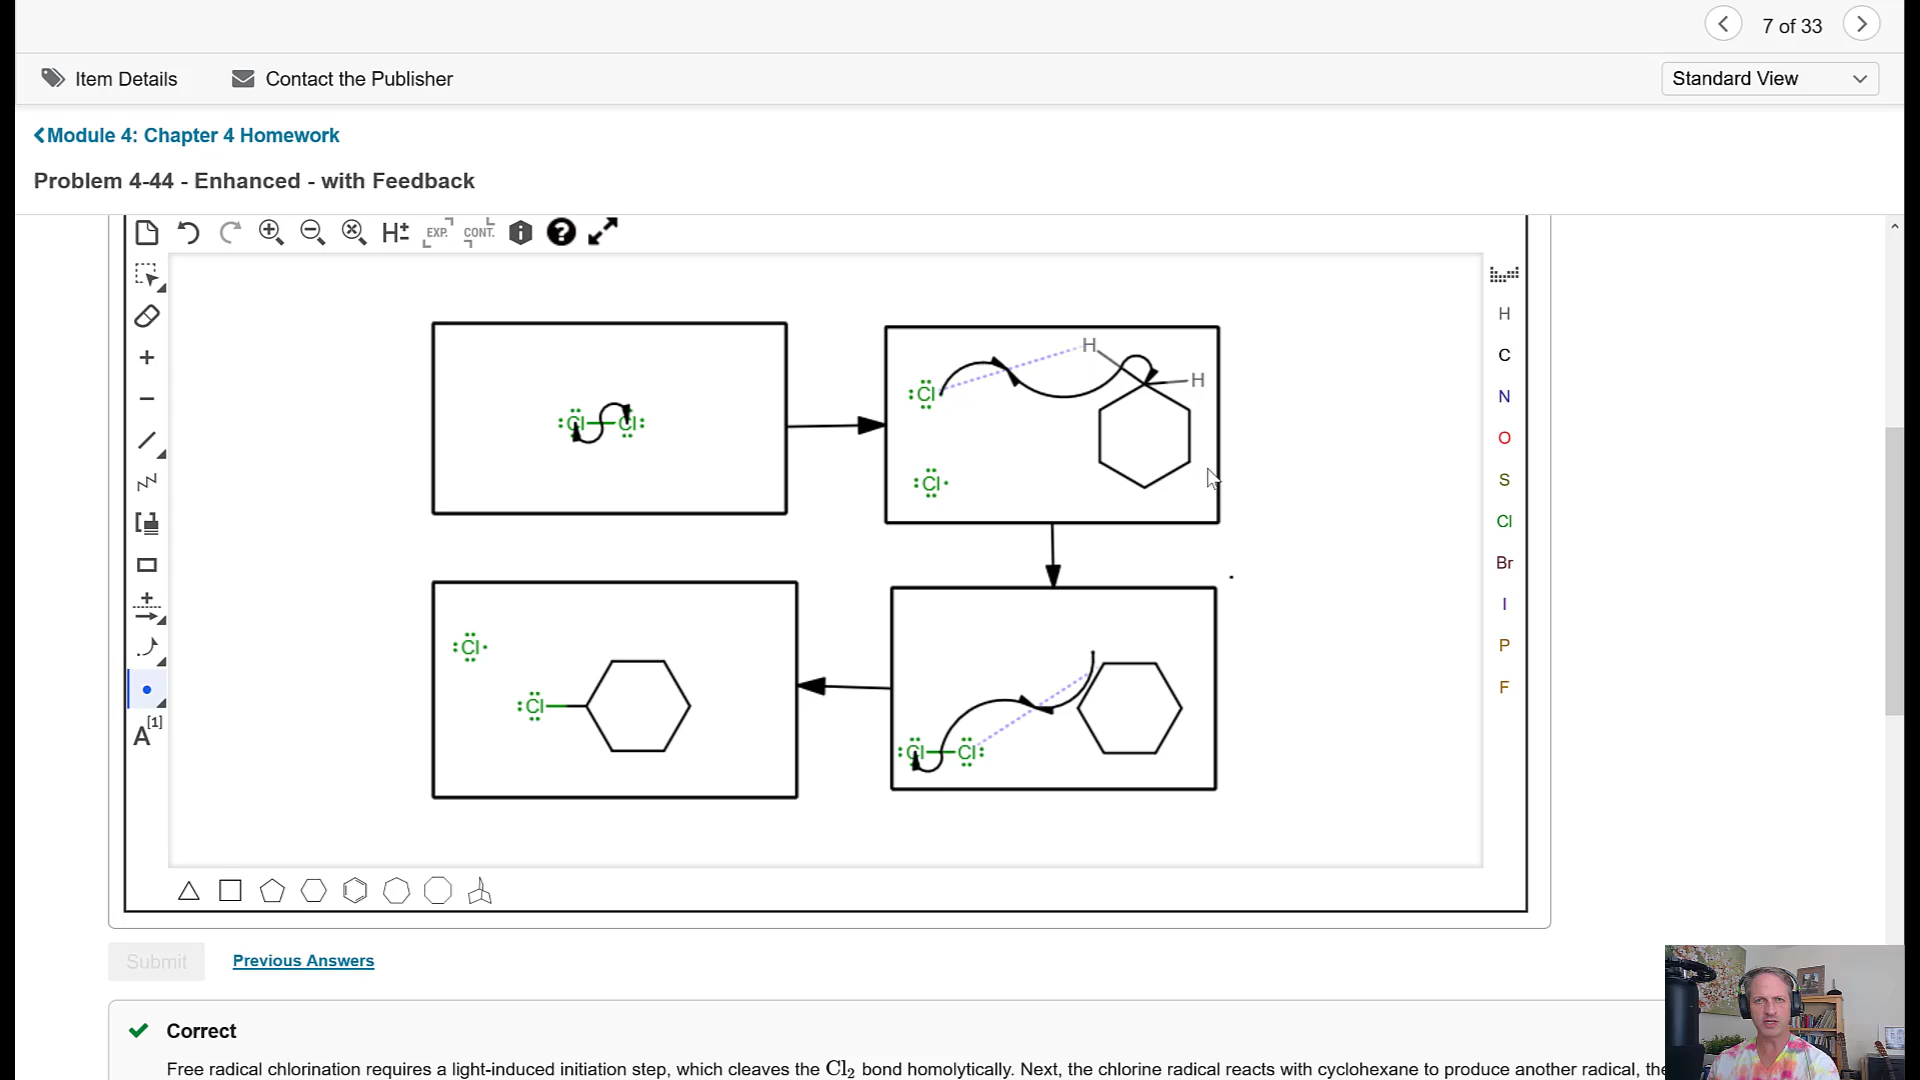 7 of 33
Item Details
Contact the Publisher
Standard View
Module 4: Chapter 4 Homework
Problem 4-44 - Enhanced - with Feedback
H±
EXP.
CONT.
H
C
N
O
S
Cl
Br
I
P
F
A[1]
Cl Cl
H
Cl
H
Cl
Cl
Cl
Cl Cl
Submit
Previous Answers
Correct
Free radical chlorination requires a light-induced initiation step, which cleaves the Cl₂ bond homolytically. Next, the chlorine radical reacts with cyclohexane to produce another radical, the